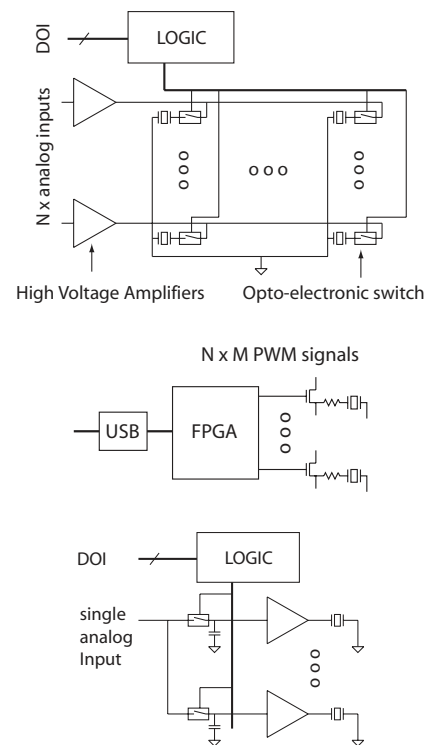 DOI
LOGIC
N x analog inputs
o o o
o o o
o o o
High Voltage Amplifiers
Opto-electronic switch
N x M PWM signals
USB
FPGA
o o o
DOI
LOGIC
single
analog
Input
o o o